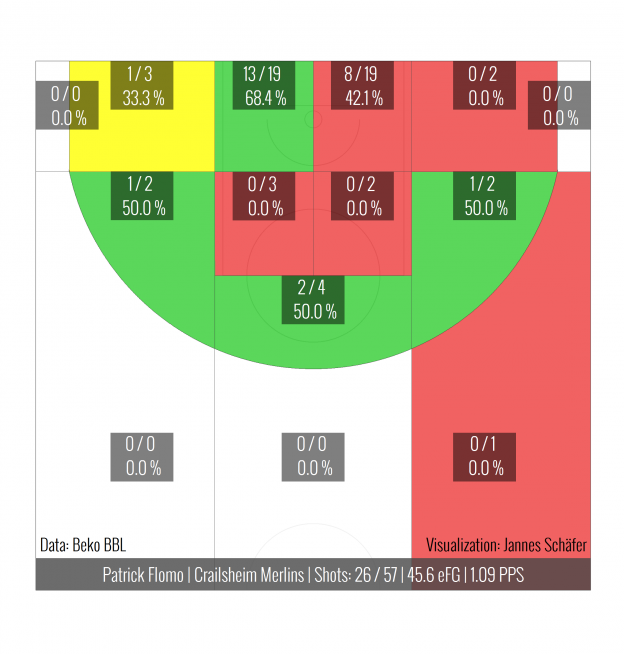 1 / 3
33.3 %
13 / 19
68.4 %
8 / 19
42.1 %
0 / 2
0.0 %
0 / 0
0.0 %
0 / 0
0.0 %
1 / 2
50.0 %
0 / 3
0.0 %
0 / 2
0.0 %
1 / 2
50.0 %
2 / 4
50.0 %
0 / 0
0.0 %
0 / 0
0.0 %
0 / 1
0.0 %
Data: Beko BBL
Visualization: Jannes Schäfer
Patrick Flomo | Crailsheim Merlins | Shots: 26 / 57 | 45.6 eFG | 1.09 PPS